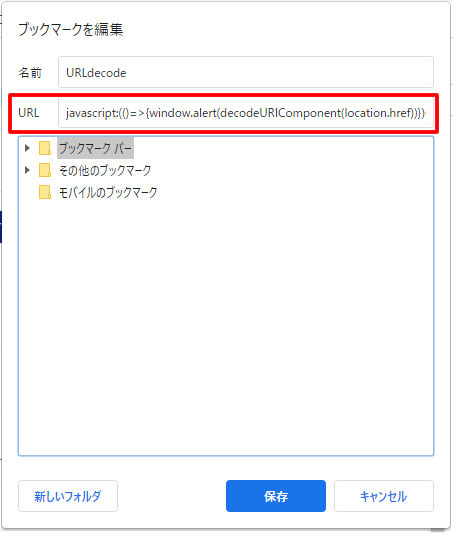 ブックマークを編集
名前 URLdecode
URL javascript:(()=>{window.alert(decodeURIComponent(location.href))})
ブックマーク バー
その他のブックマーク
モバイルのブックマーク
新しいフォルダ 保存 キャンセル